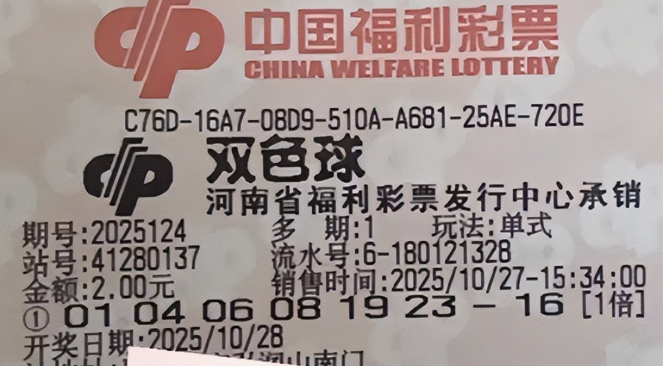 中国福利彩票
CHINA WELFARE LOTTERY
C76D-16A7-08D9-510A-A681-25AE-720E
双色球
河南省福利彩票发行中心承销
期号:2025124 多 期:1 玩法:单式
站号:41280137 流水号:6-180121328
金额:2.00元 销售时间:2025/10/27-15:34:00
① 01 04 06 08 19 23 - 16 [1倍]
开奖日期:2025/10/28
山南门